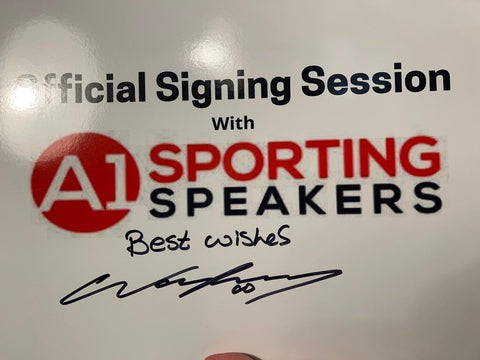 Official Signing Session
With
A1 SPORTING
SPEAKERS
Best wishes